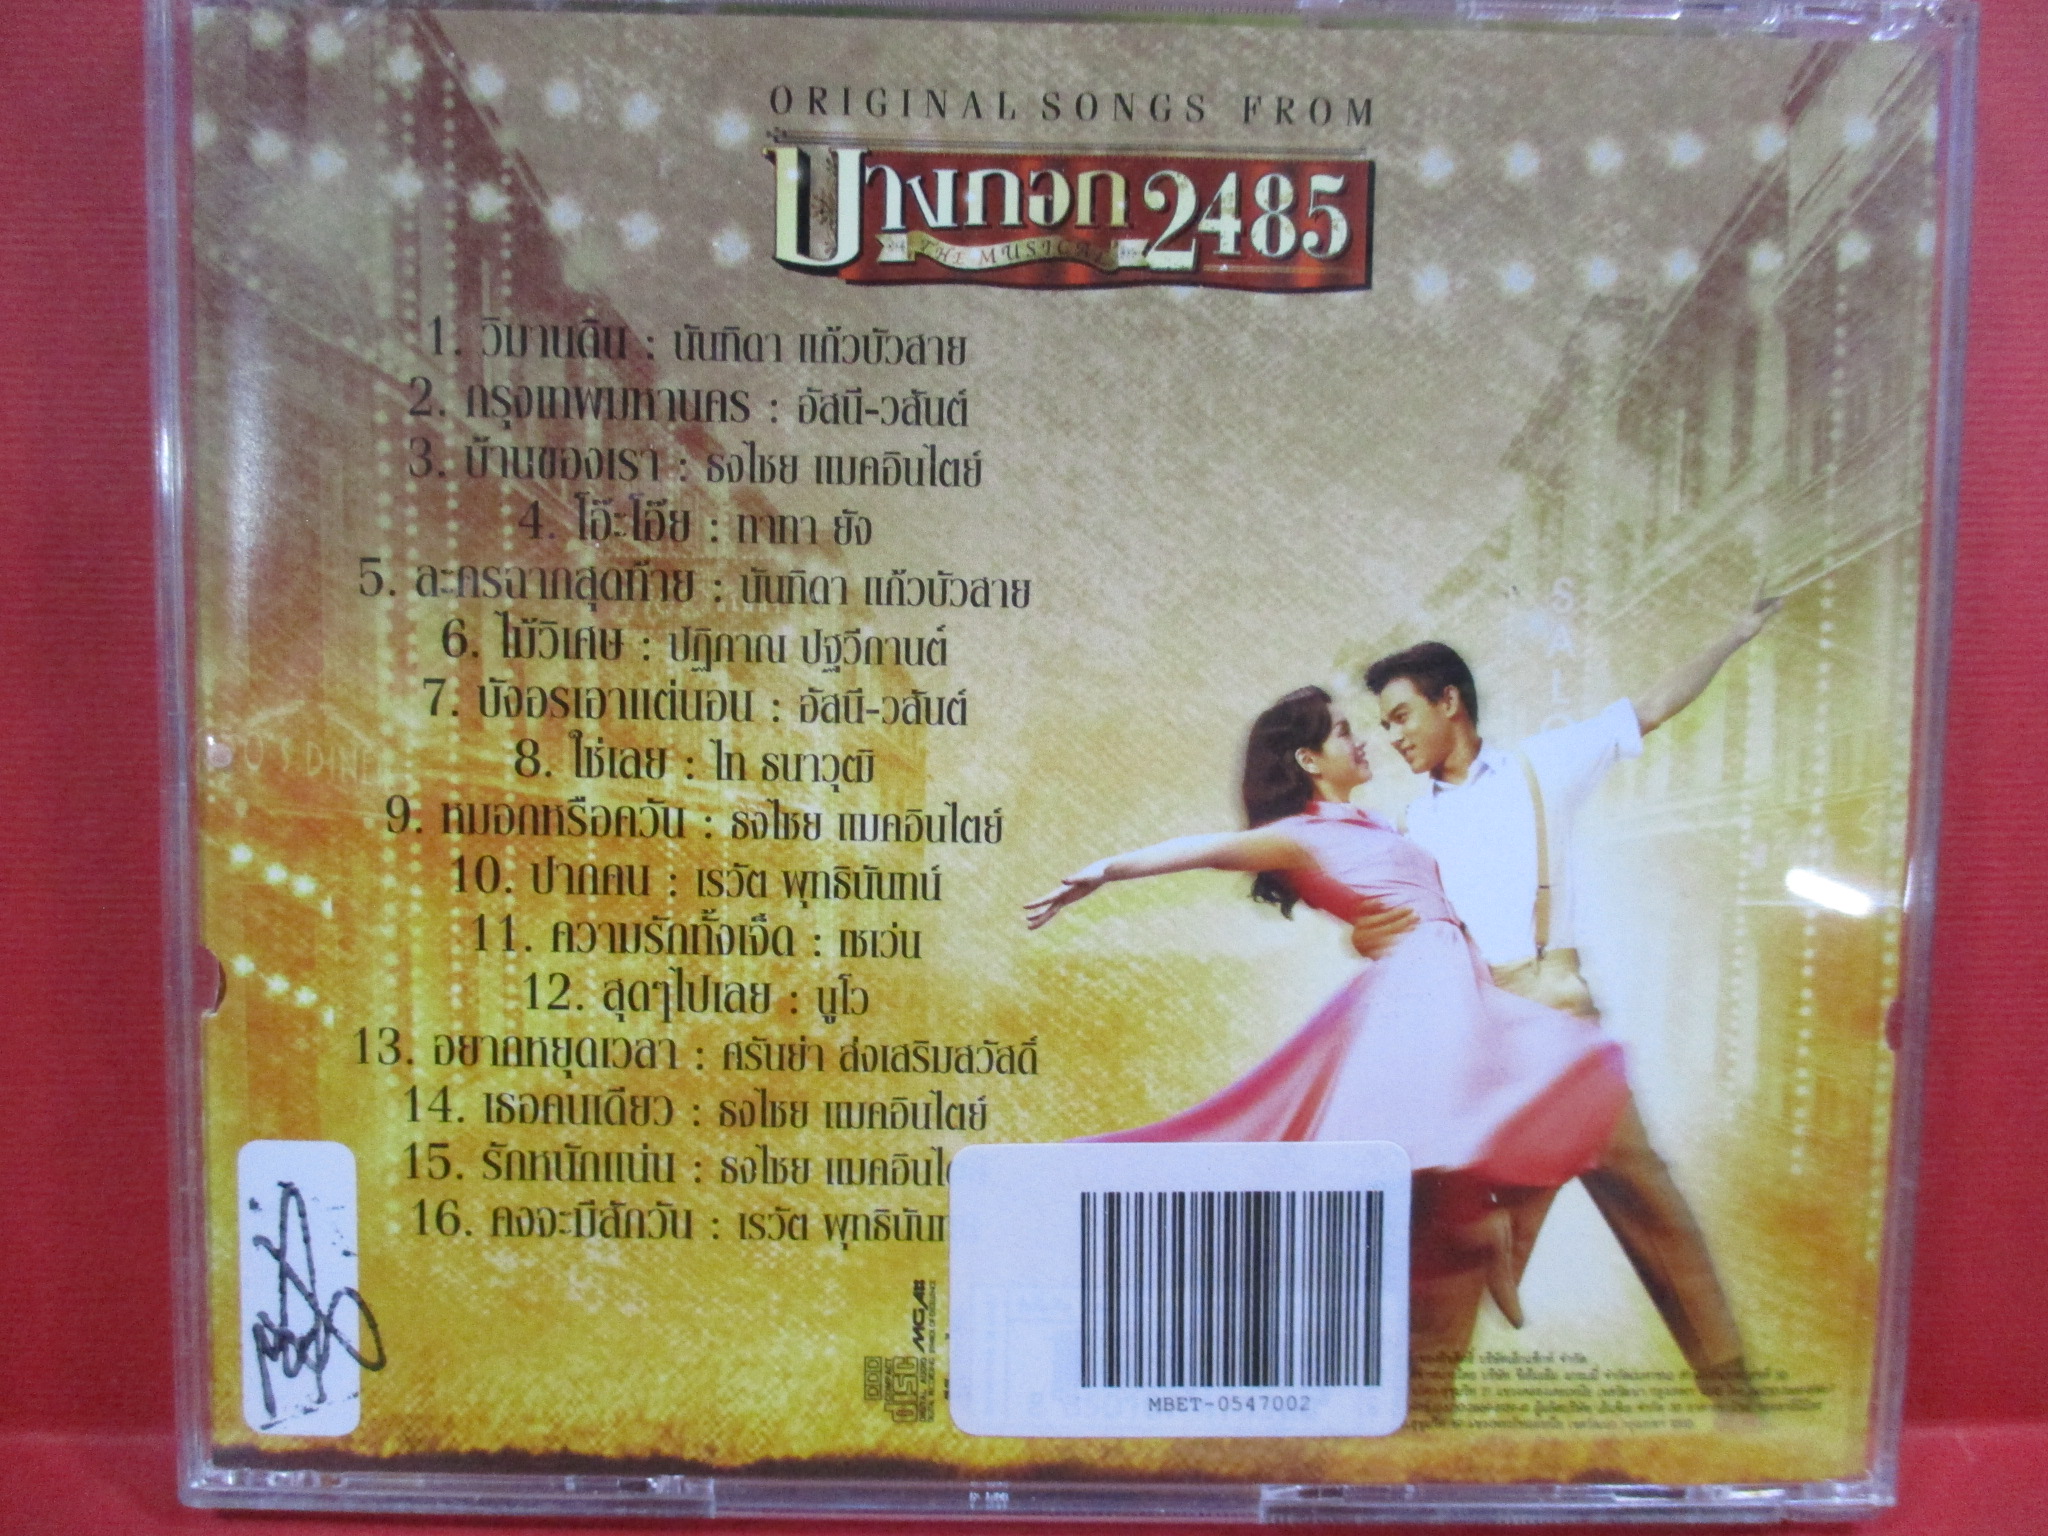 ORIGINAL SONGS FROM
บางกอก 2485
THE MUSICAL
1. วิมานดิน : นันทิดา แก้วบัวสาย
2. กรุงเทพมหานคร : อัสนี-วสันต์
3. บ้านของเรา : ธงไชย แมคอินไตย์
4. โอ๊ะโอ๊ย : ทาทา ยัง
5. ละครฉากสุดท้าย : นันทิดา แก้วบัวสาย
6. ไม้วิเศษ : ปฏิภาณ ปฐวีกานต์
7. บังอรเอาแต่นอน : อัสนี-วสันต์
8. ใช่เลย : ไท ธนาวุฒิ
9. หมอกหรือควัน : ธงไชย แมคอินไตย์
10. ปากคน : เรวัต พุทธินันทน์
11. ความรักทั้งเจ็ด : เซเว่น
12. สุดๆไปเลย : นูโว
13. อยากหยุดเวลา : ศรันย่า ส่งเสริมสวัสดิ์
14. เธอคนเดียว : ธงไชย แมคอินไตย์
15. รักหนักแน่น : ธงไชย แมคอินไต
16. คงจะมีสักวัน : เรวัต พุทธินัน
MGA
COMPACT
disc
DIGITAL AUDIO
MBET-0547002